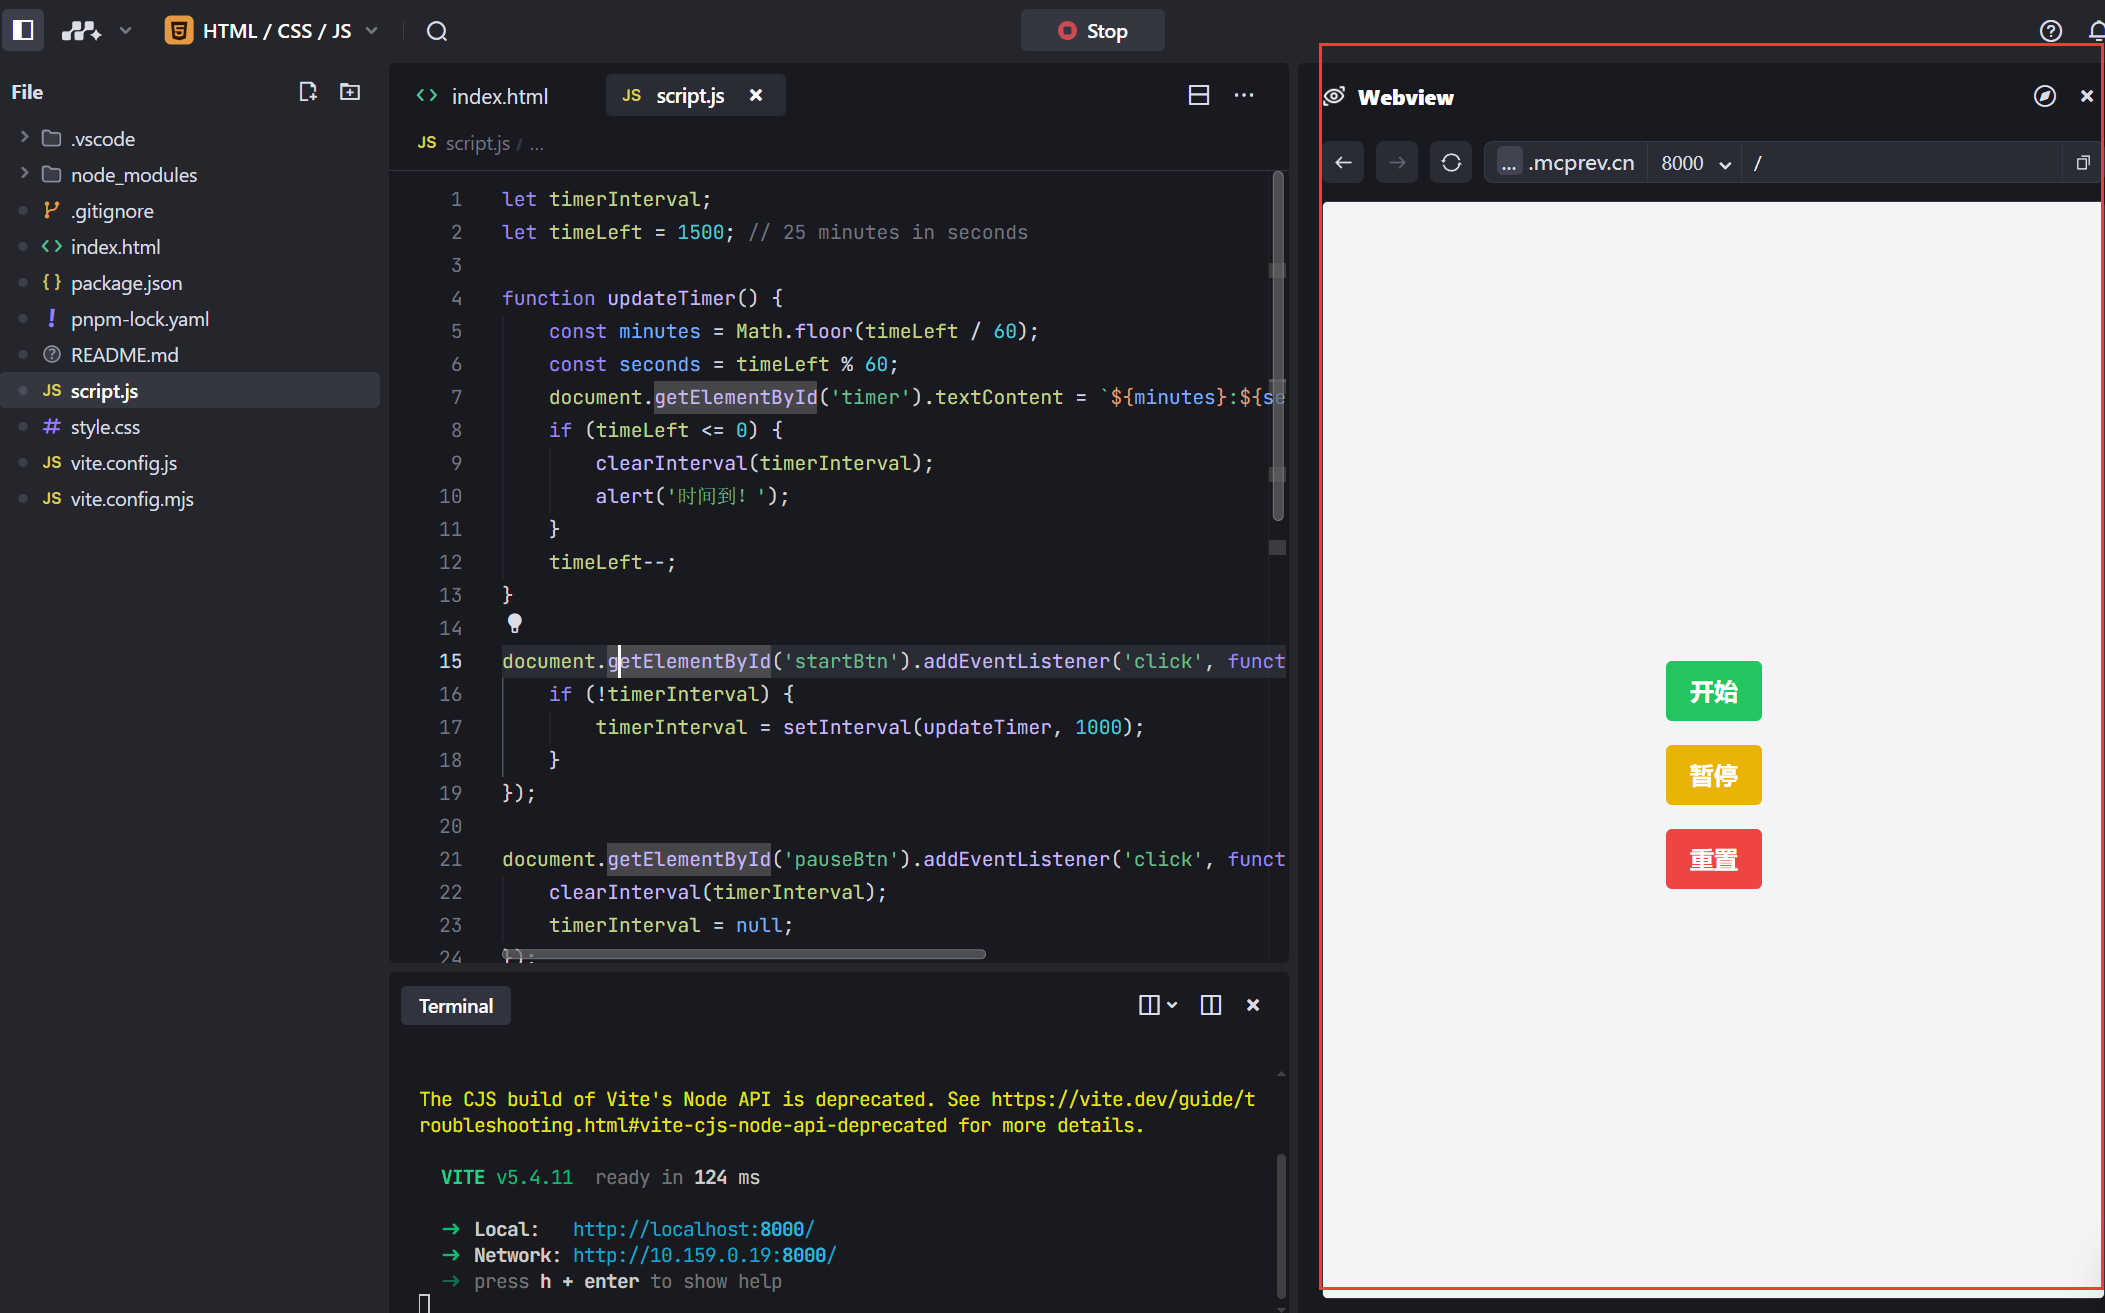 HTML / CSS / JS
Stop
File
.vscode
node_modules
.gitignore
index.html
package.json
pnpm-lock.yaml
README.md
JS script.js
# style.css
JS vite.config.js
JS vite.config.mjs
index.html
JS script.js
JS script.js / ...
1 let timerInterval;
2 let timeLeft = 1500; // 25 minutes in seconds
3
4 function updateTimer() {
5 const minutes = Math.floor(timeLeft / 60);
6 const seconds = timeLeft % 60;
7 document.getElementById('timer').textContent = `${minutes}:${se
8 if (timeLeft <= 0) {
9 clearInterval(timerInterval);
10 alert('时间到！');
11 }
12 timeLeft--;
13 }
14
15 document.getElementById('startBtn').addEventListener('click', funct
16 if (!timerInterval) {
17 timerInterval = setInterval(updateTimer, 1000);
18 }
19 });
20
21 document.getElementById('pauseBtn').addEventListener('click', funct
22 clearInterval(timerInterval);
23 timerInterval = null;
24 });
Terminal
The CJS build of Vite's Node API is deprecated. See https://vite.dev/guide/t
roubleshooting.html#vite-cjs-node-api-deprecated for more details.
VITE v5.4.11 ready in 124 ms
➜ Local: http://localhost:8000/
➜ Network: http://10.159.0.19:8000/
➜ press h + enter to show help
Webview
... .mcprev.cn 8000 /
开始
暂停
重置